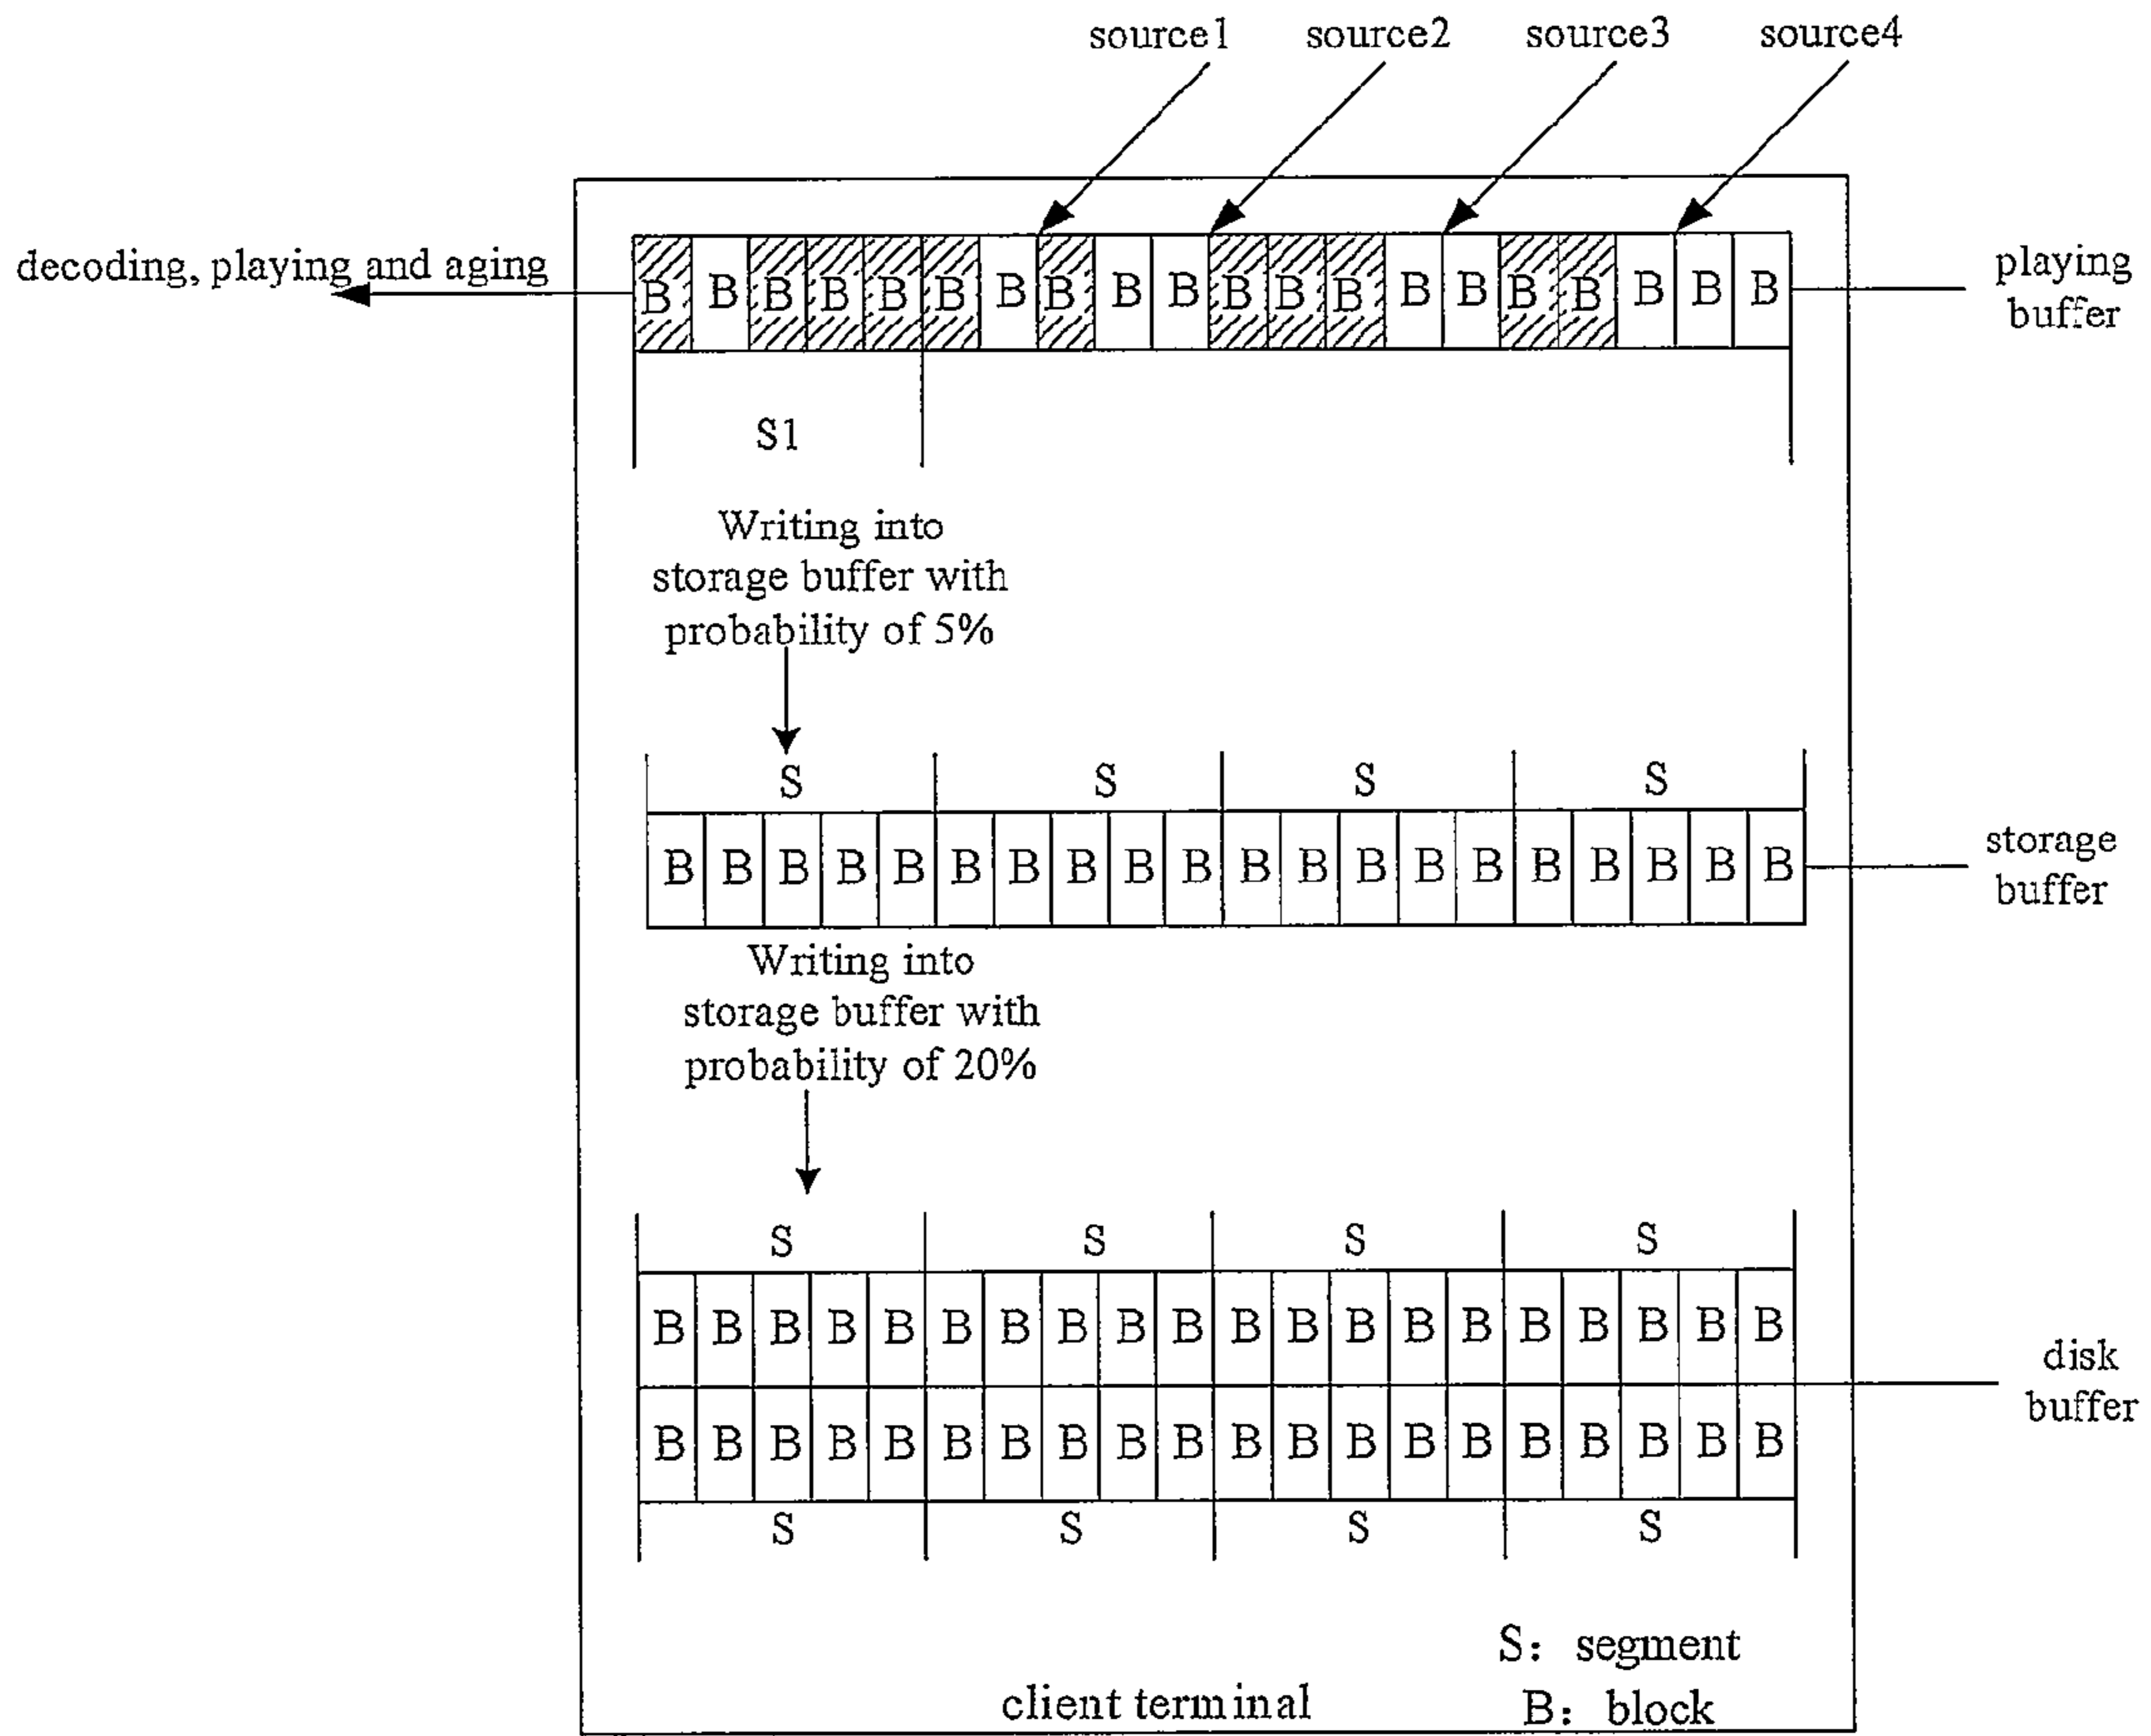 source1 source2 source3 source4
decoding, playing and aging
B B B B B B B B B B B B B B B B B B B B
playing
buffer
S1
Writing into
storage buffer with
probability of 5%
S S S S
B B B B B B B B B B B B B B B B B B B B
storage
buffer
Writing into
storage buffer with
probability of 20%
S S S S
B B B B B B B B B B B B B B B B B B B B
disk
buffer
B B B B B B B B B B B B B B B B B B B B
S S S S
S: segment
client terminal
B: block